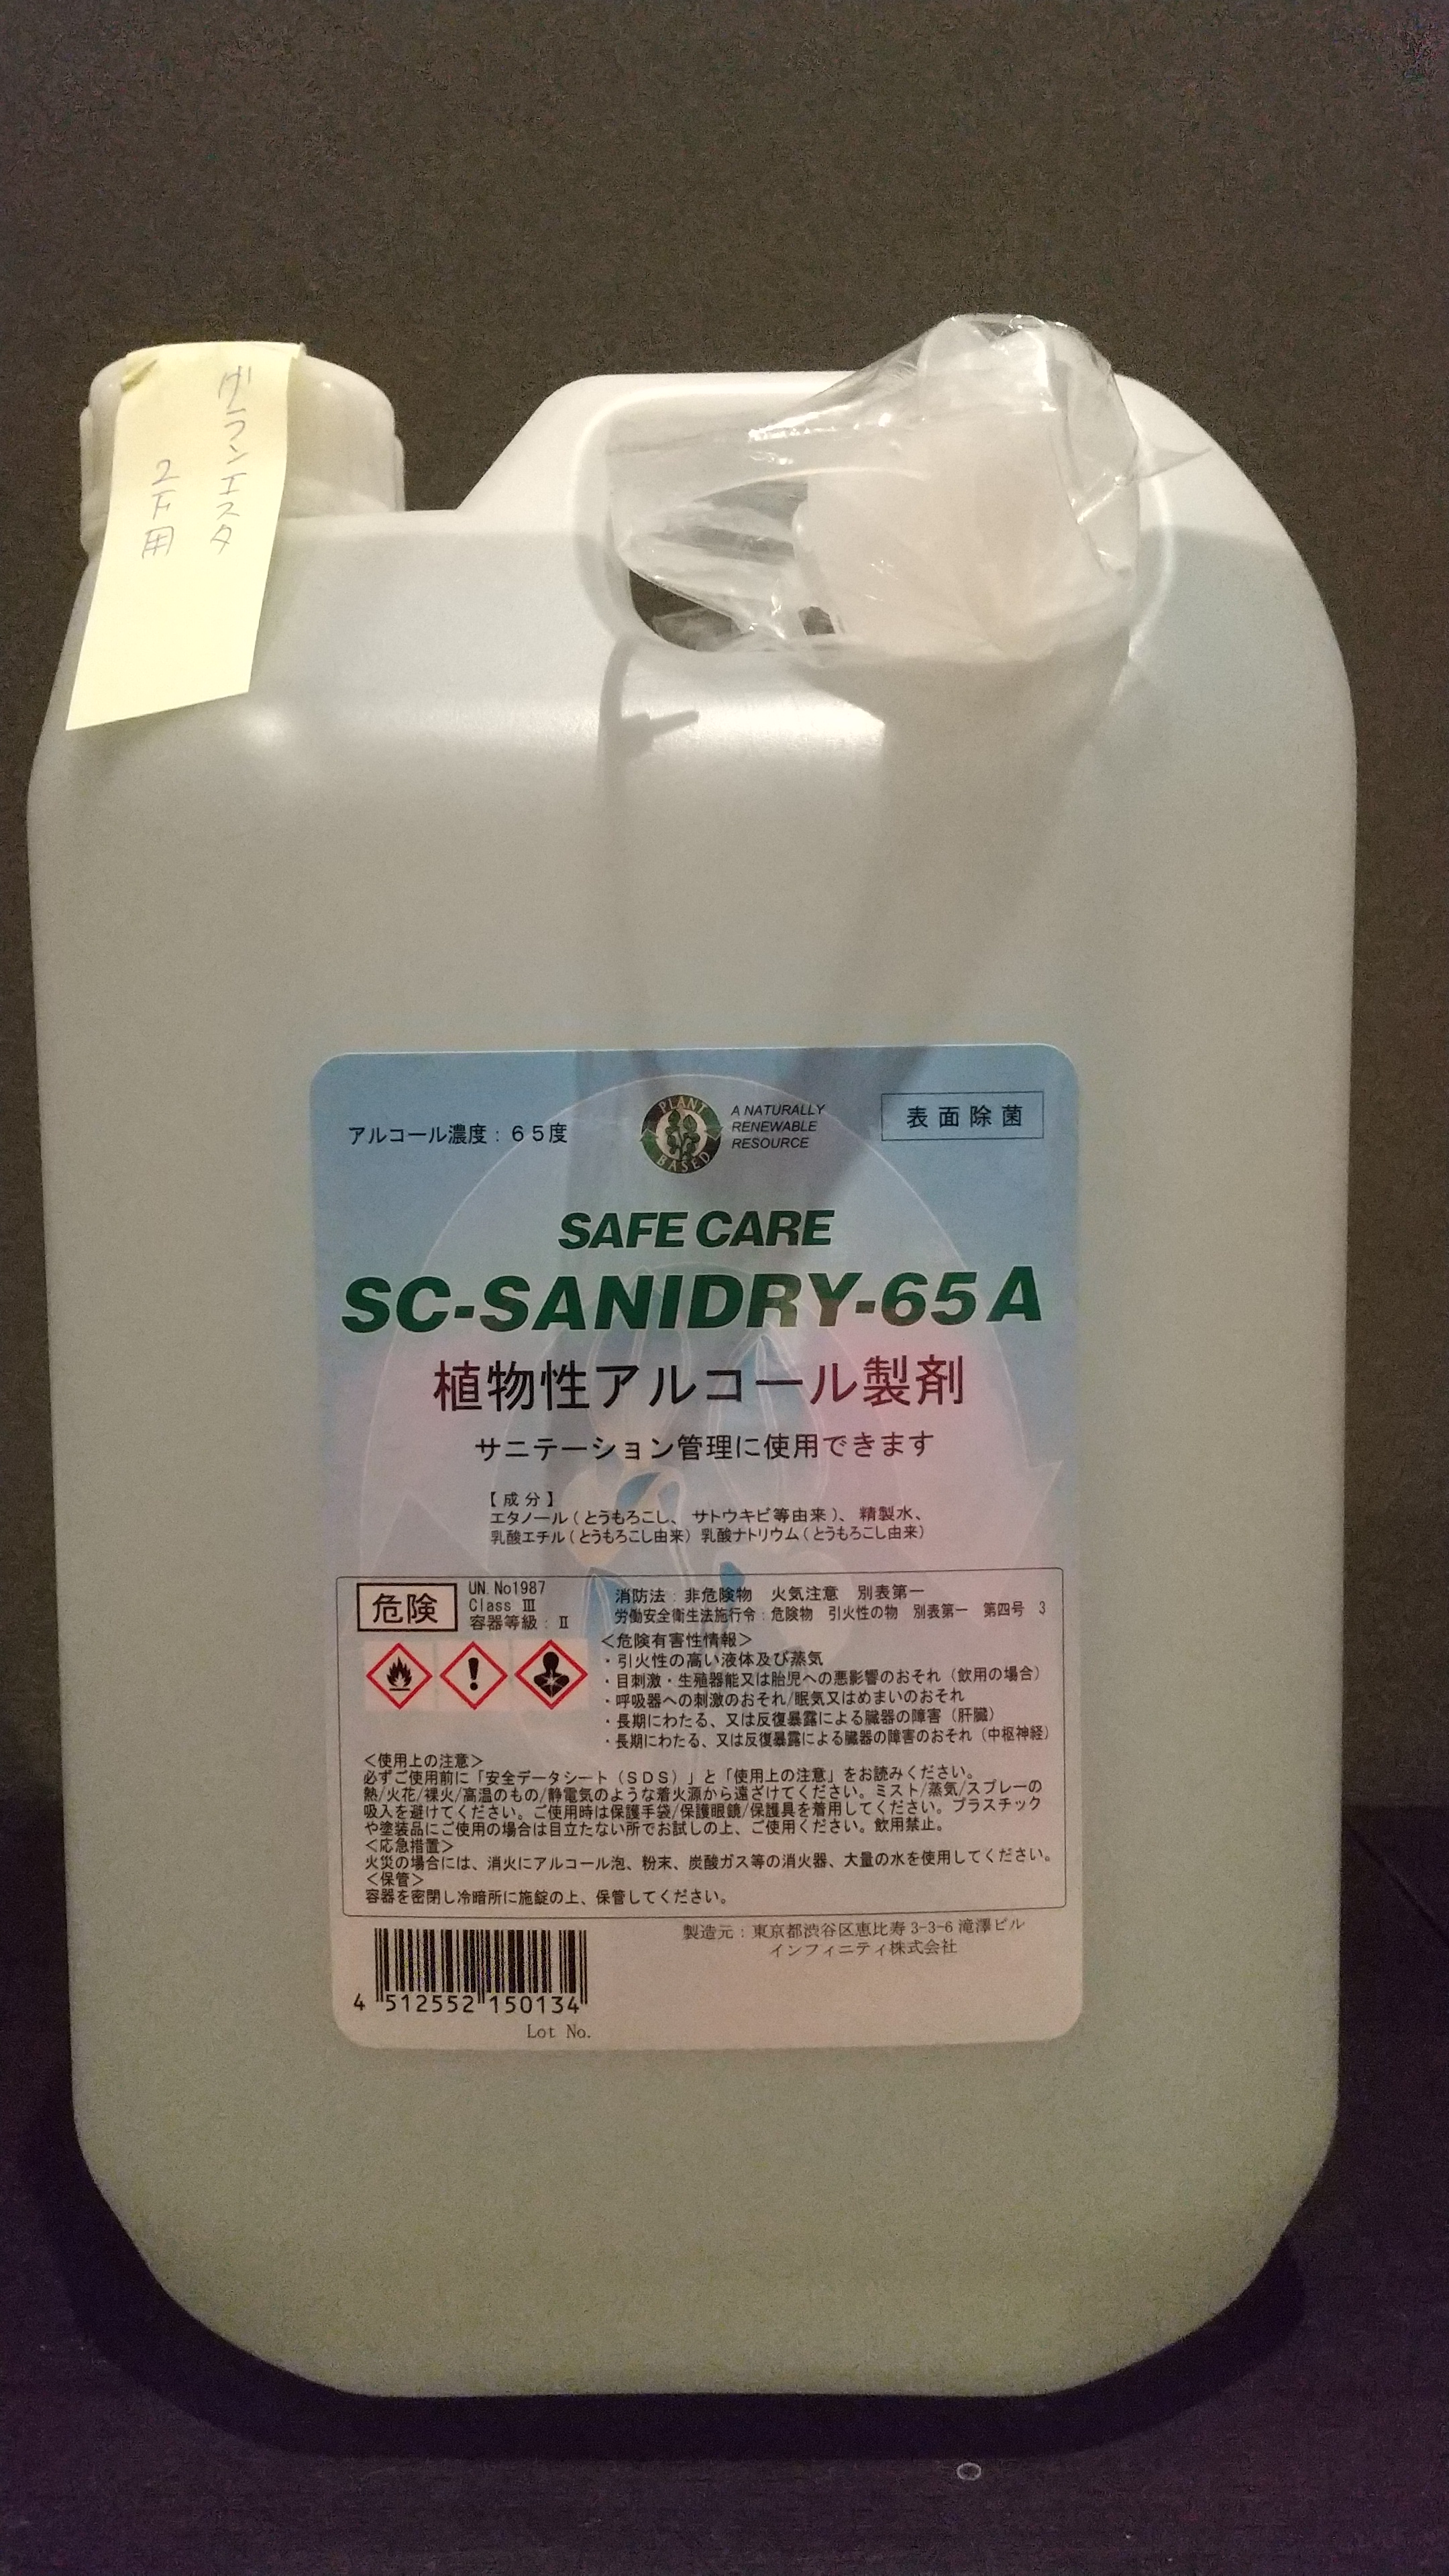 グランエスタ
2F用
アルコール濃度：65度
PLANT BASED
A NATURALLY
RENEWABLE
RESOURCE
表面除菌
SAFE CARE
SC-SANIDRY-65A
植物性アルコール製剤
サニテーション管理に使用できます
【成分】
エタノール(とうもろこし、サトウキビ等由来)、精製水、
乳酸エチル(とうもろこし由来) 乳酸ナトリウム(とうもろこし由来)
危険
UN. No1987
Class Ⅲ
容器等級：Ⅱ
消防法：非危険物 火気注意 別表第一
労働安全衛生法施行令：危険物 引火性の物 別表第一 第四号 3
＜危険有害性情報＞
・引火性の高い液体及び蒸気
・目刺激・生殖器能又は胎児への悪影響のおそれ（飲用の場合）
・呼吸器への刺激のおそれ/眠気又はめまいのおそれ
・長期にわたる、又は反復暴露による臓器の障害（肝臓）
・長期にわたる、又は反復暴露による臓器の障害のおそれ（中枢神経）
＜使用上の注意＞
必ずご使用前に「安全データシート（SDS）」と「使用上の注意」をお読みください。
熱/火花/裸火/高温のもの/静電気のような着火源から遠ざけてください。ミスト/蒸気/スプレーの
吸入を避けてください。ご使用時は保護手袋/保護眼鏡/保護具を着用してください。プラスチック
や塗装品にご使用の場合は目立たない所でお試しの上、ご使用ください。飲用禁止。
＜応急措置＞
火災の場合には、消火にアルコール泡、粉末、炭酸ガス等の消火器、大量の水を使用してください。
＜保管＞
容器を密閉し冷暗所に施錠の上、保管してください。
製造元：東京都渋谷区恵比寿3-3-6滝澤ビル
インフィニティ株式会社
4 512552 150134
Lot No.